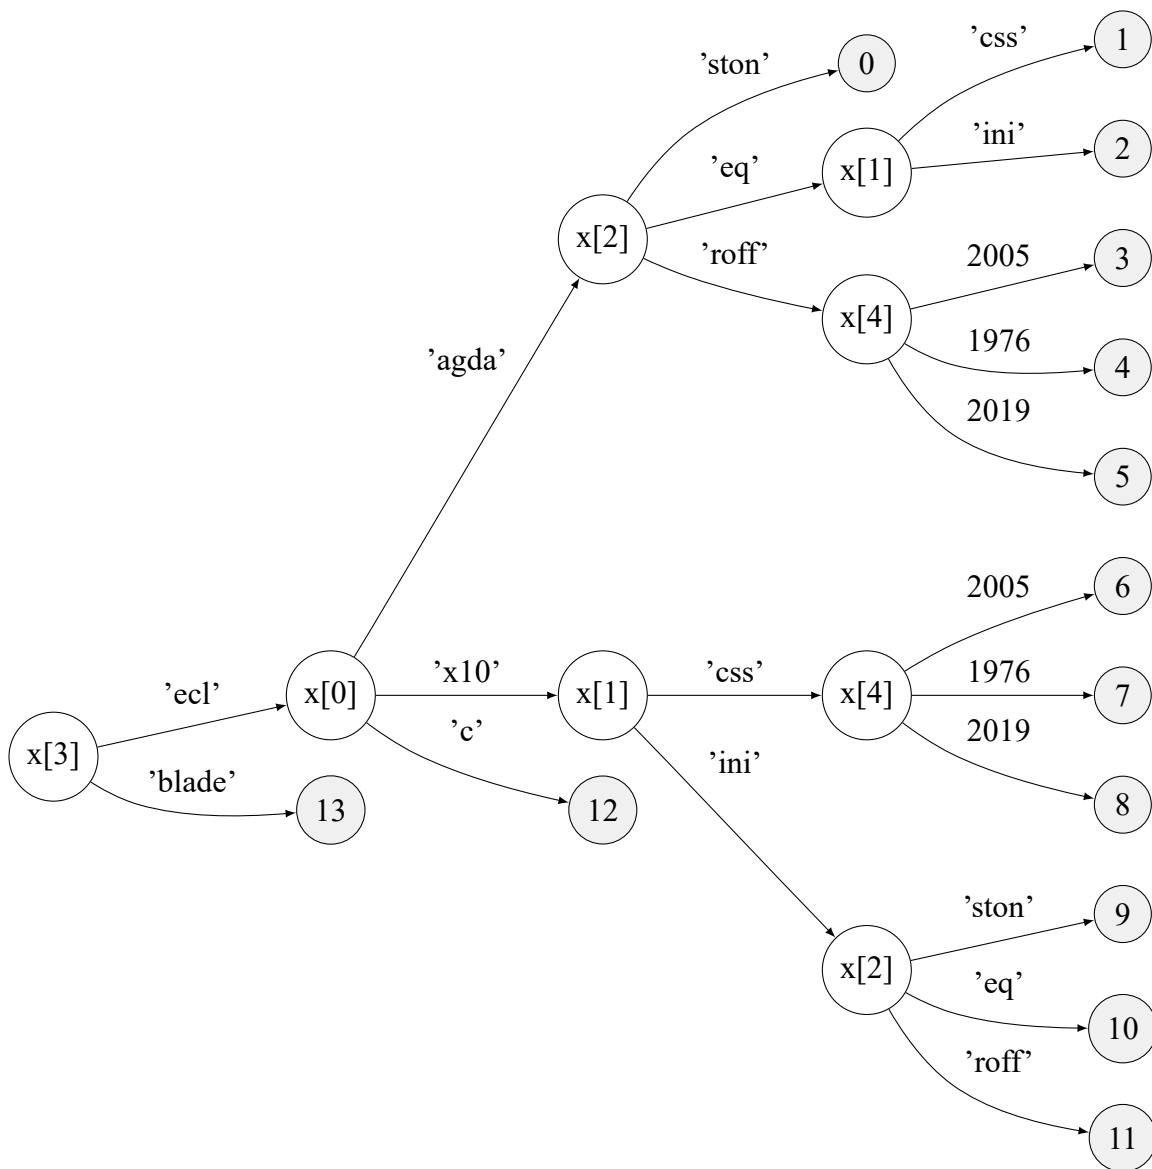 ’css’
1
’ston’
0
’ini’
2
’eq’
x[1]
x[2]
’roff’
2005
3
x[4]
1976
4
’agda’
2019
5
2005
6
’ecl’
x[0]
’x10’
x[1]
’css’
x[4]
1976
7
x[3]
’c’
2019
’blade’
’ini’
13
12
8
’ston’
9
x[2]
’eq’
10
’roff’
11